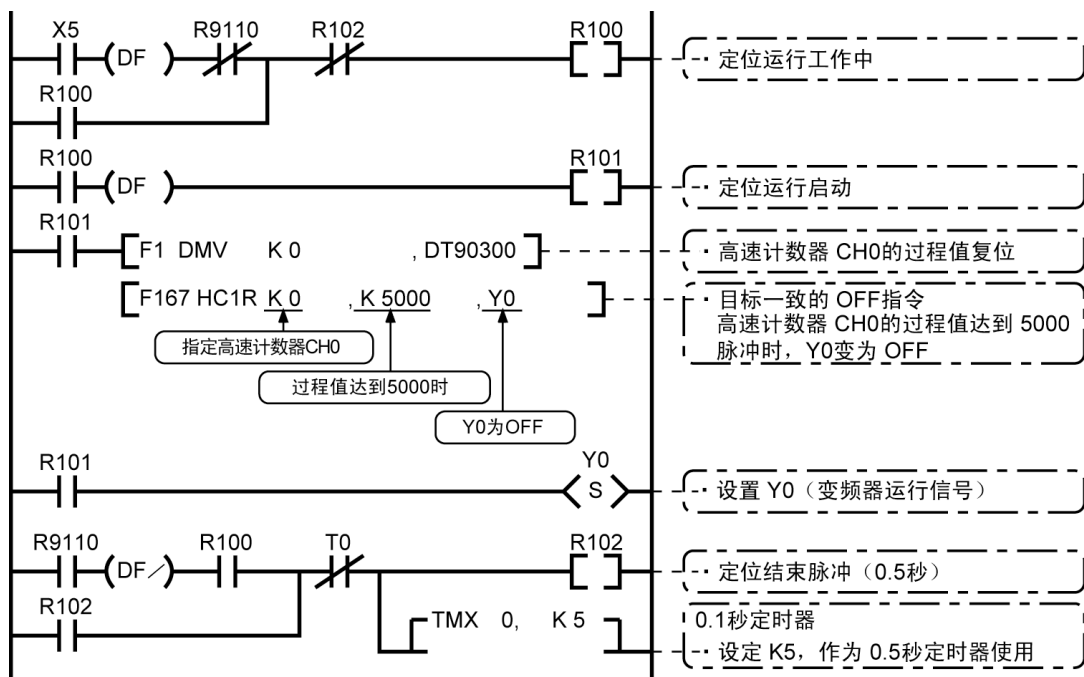 X5 R9110 R102 R100
DF
定位运行工作中
R100
R100 R101
DF
定位运行启动
R101
F1 DMV K 0 , DT90300
高速计数器 CH0的过程值复位
F167 HC1R K 0 , K 5000 , Y0
目标一致的 OFF指令
高速计数器 CH0的过程值达到 5000
脉冲时，Y0变为 OFF
指定高速计数器CH0
过程值达到5000时
Y0为OFF
R101 Y0
S
设置 Y0（变频器运行信号）
R9110 R100 T0 R102
DF/
定位结束脉冲（0.5秒）
R102
TMX 0, K 5
0.1秒定时器
设定 K5，作为 0.5秒定时器使用